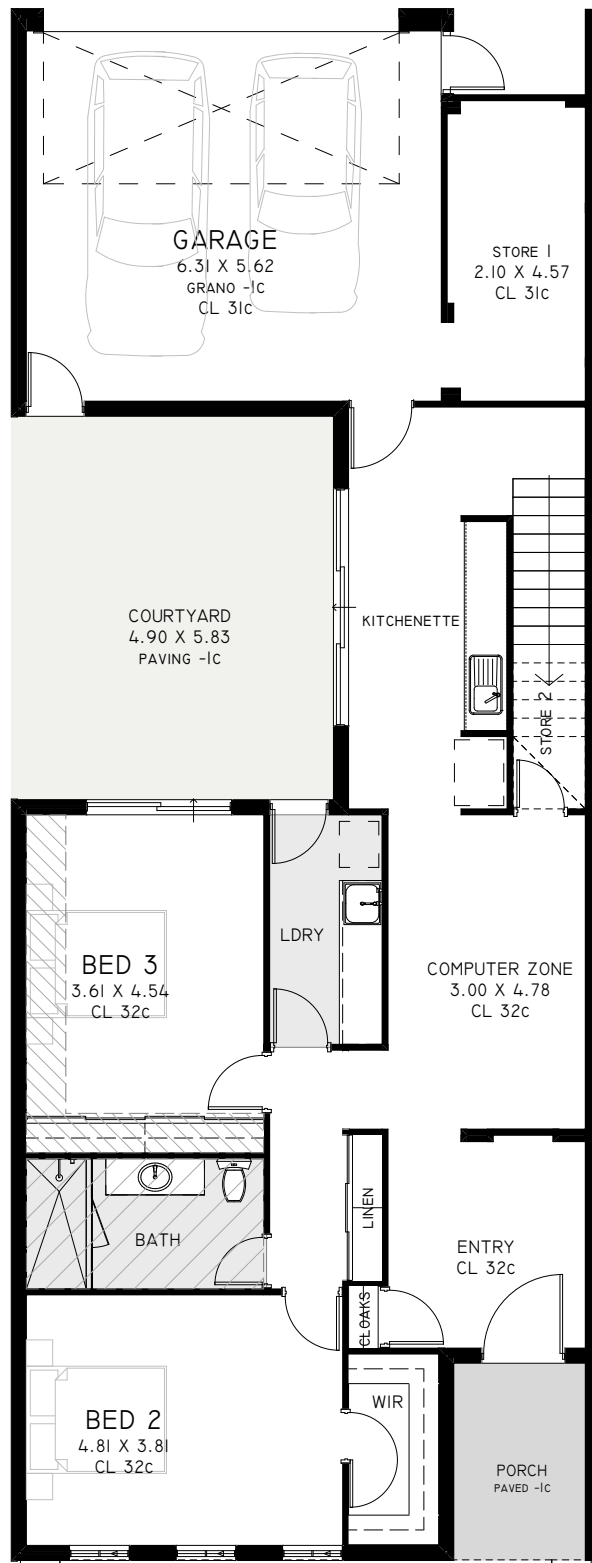 GARAGE
6.31 X 5.62
GRANO -1c
CL 31c
STORE 1
2.10 X 4.57
CL 31c
COURTYARD
4.90 X 5.83
PAVING -1C
KITCHENETTE
STORE 2
LDRY
BED 3
3.61 X 4.54
CL 32c
COMPUTER ZONE
3.00 X 4.78
CL 32c
LINEN
BATH
ENTRY
CL 32c
CLOAKS
WIR
BED 2
4.81 X 3.81
CL 32c
PORCH
PAVED -1C